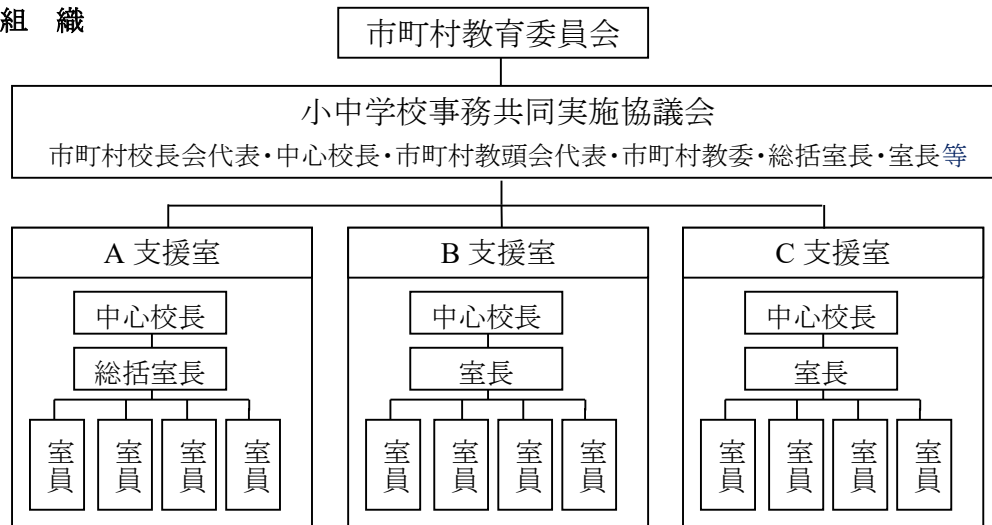 組 織
市町村教育委員会
小中学校事務共同実施協議会
市町村校長会代表・中心校長・市町村教頭会代表・市町村教委・総括室長・室長等
A 支援室
中心校長
総括室長
室員
室員
室員
室員
B 支援室
中心校長
室長
室員
室員
室員
室員
C 支援室
中心校長
室長
室員
室員
室員
室員